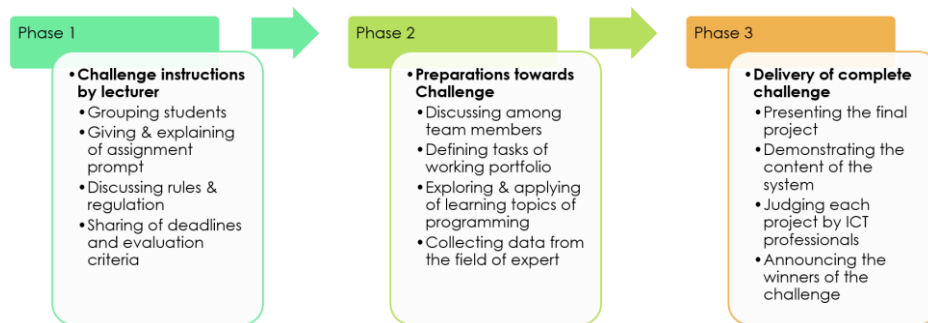 Phase 1
•Challenge instructions
by lecturer
•Grouping students
•Giving & explaining
of assignment
prompt
•Discussing rules &
regulation
•Sharing of deadlines
and evaluation
criteria
Phase 2
•Preparations towards
Challenge
•Discussing among
team members
•Defining tasks of
working portfolio
•Exploring & applying
of learning topics of
programming
•Collecting data from
the field of expert
Phase 3
•Delivery of complete
challenge
•Presenting the final
project
•Demonstrating the
content of the
system
•Judging each
project by ICT
professionals
•Announcing the
winners of the
challenge